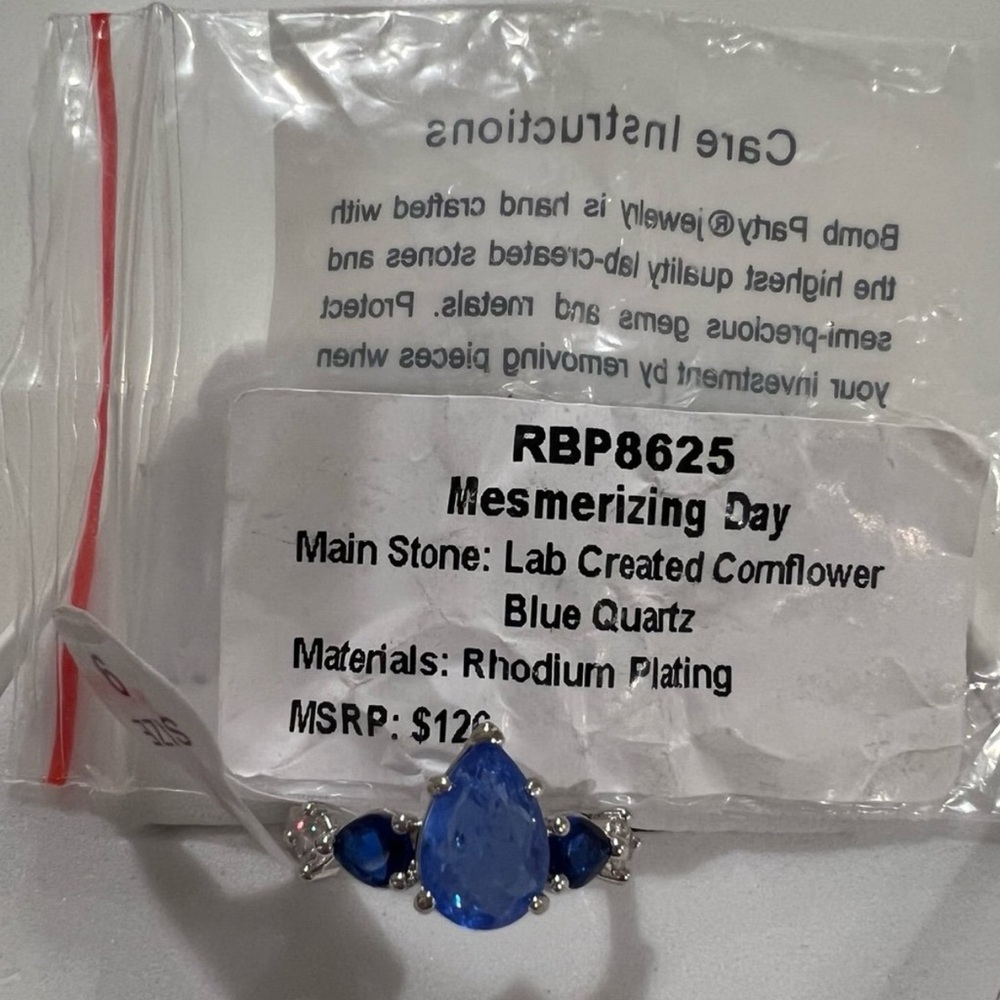 Care Instructions
Bomb Party® jewelry is hand crafted with
the highest quality lab-created stones and
semi-precious gems and metals. Protect
your investment by removing pieces when
RBP8625
Mesmerizing Day
Main Stone: Lab Created Cornflower
Blue Quartz
Materials: Rhodium Plating
MSRP:
SIZE